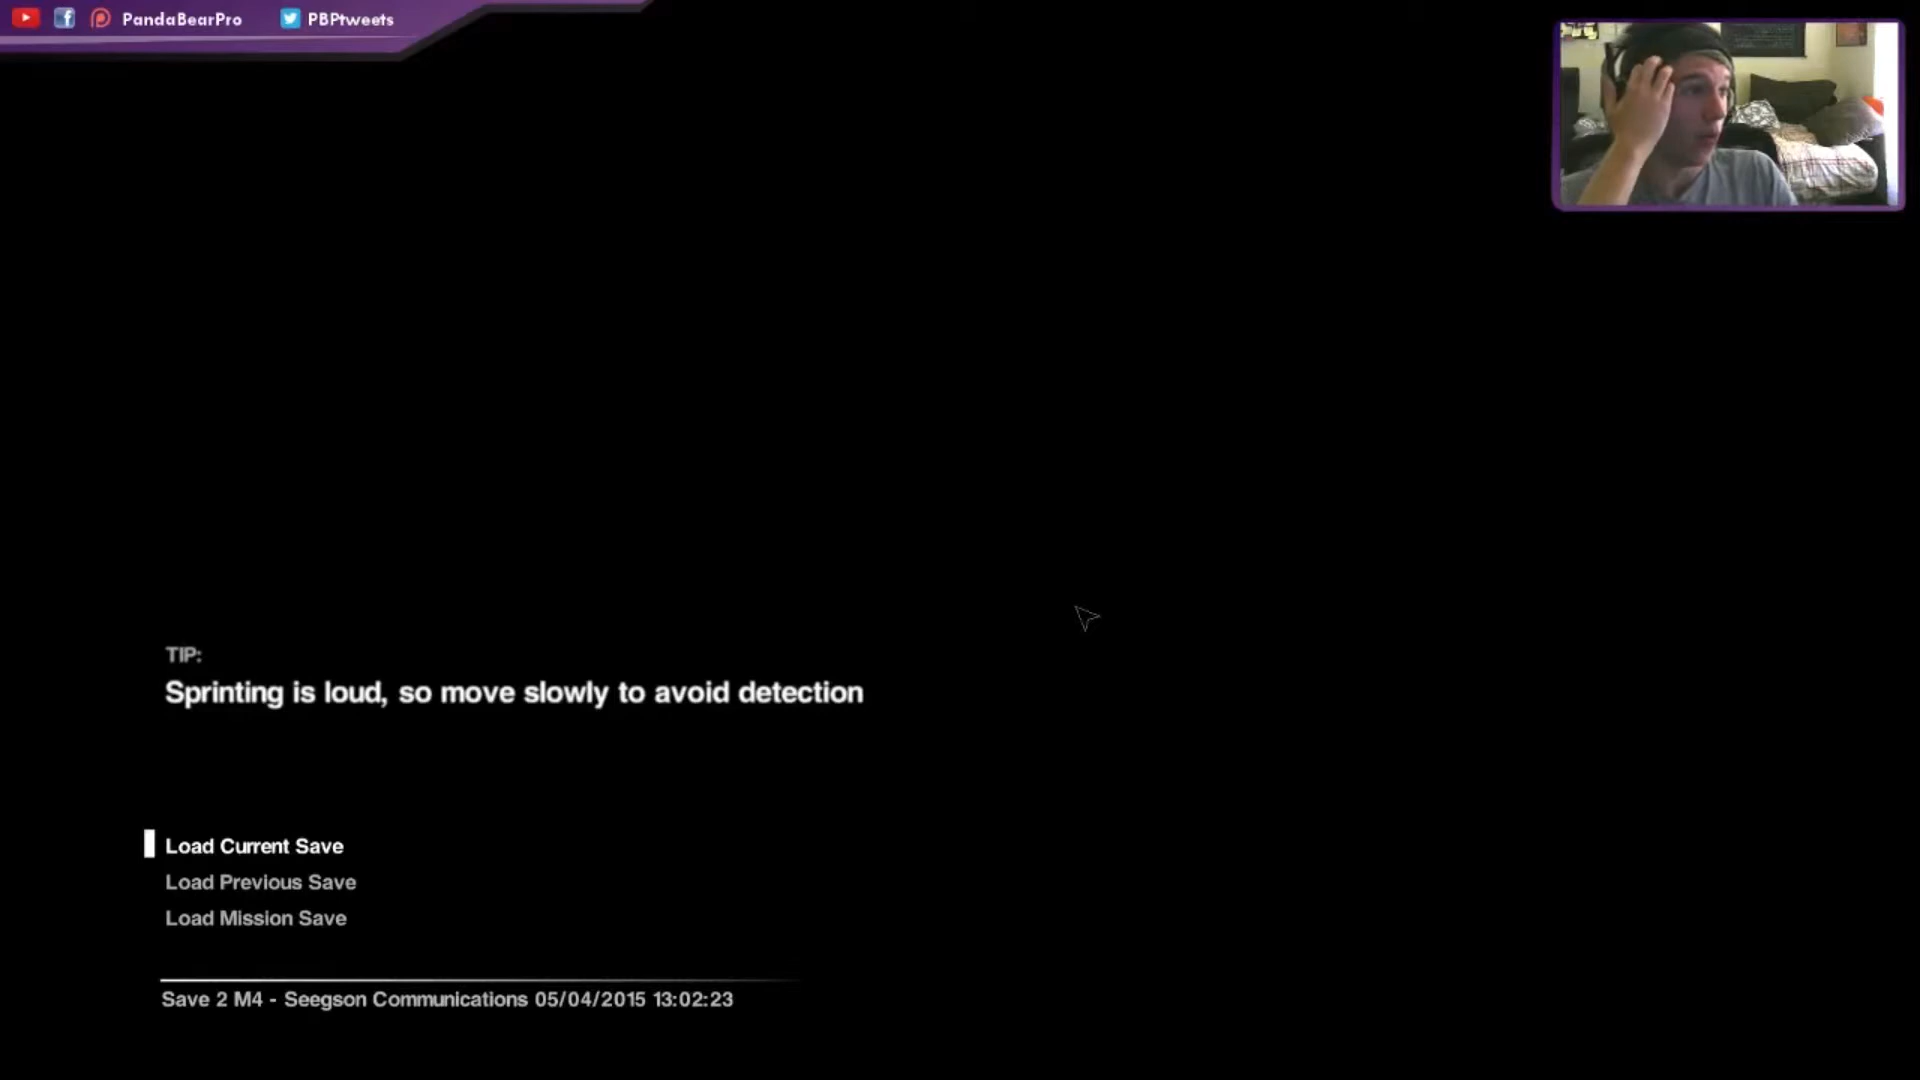 PandaBearPro PBPtweets
TIP:
Sprinting is loud, so move slowly to avoid detection
Load Current Save
Load Previous Save
Load Mission Save
Save 2 M4 - Seegson Communications 05/04/2015 13:02:23